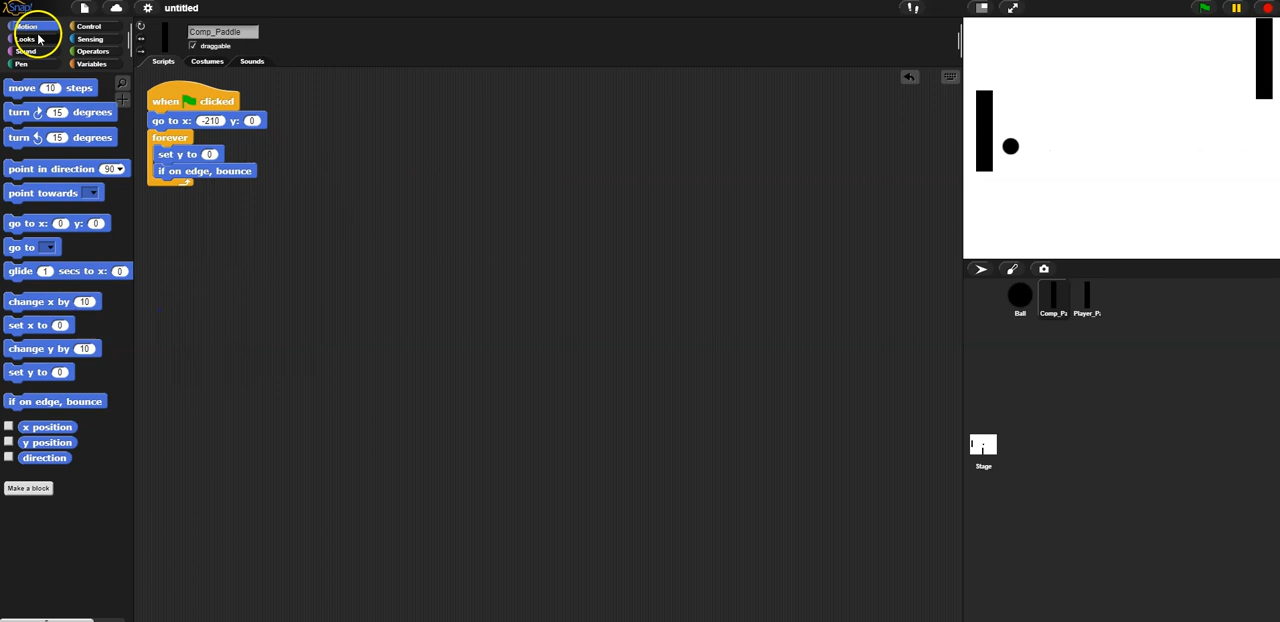 Snap!
untitled
Motion
Control
Looks
Sensing
Sound
Operators
Pen
Variables
Comp_Paddle
draggable
Scripts
Costumes
Sounds
move 10 steps
turn 15 degrees
turn 15 degrees
point in direction 90
point towards
go to x: 0 y: 0
go to
glide 1 secs to x: 0
change x by 10
set x to 0
change y by 10
set y to 0
if on edge, bounce
x position
y position
direction
Make a block
when clicked
go to x: -210 y: 0
forever
set y to 0
if on edge, bounce
Ball
Comp_Pa
Player_Pa
Stage